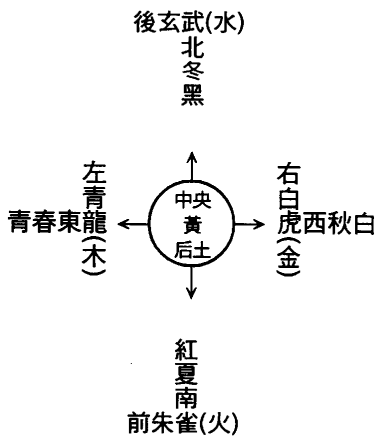 後玄武(水)
北
冬
黑
左青龍(木)
青春東
中央
黃
后土
右白虎(金)
西秋白
紅
夏
南
前朱雀(火)